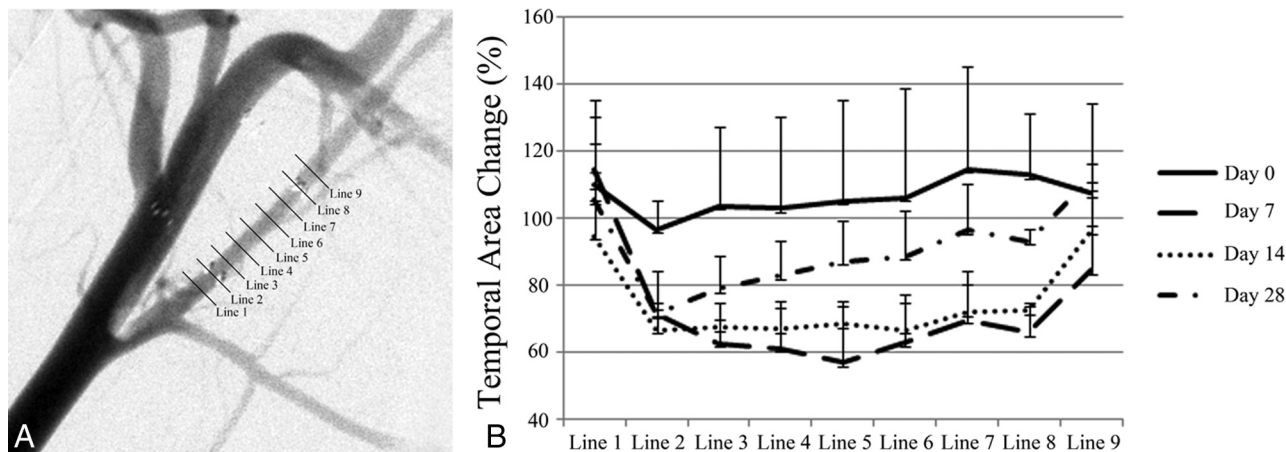 A
Line 9
Line 8
Line 7
Line 6
Line 5
Line 4
Line 3
Line 2
Line 1
B
Temporal Area Change (%)
160
140
120
100
80
60
40
Line 1 Line 2 Line 3 Line 4 Line 5 Line 6 Line 7 Line 8 Line 9
Day 0
Day 7
Day 14
Day 28